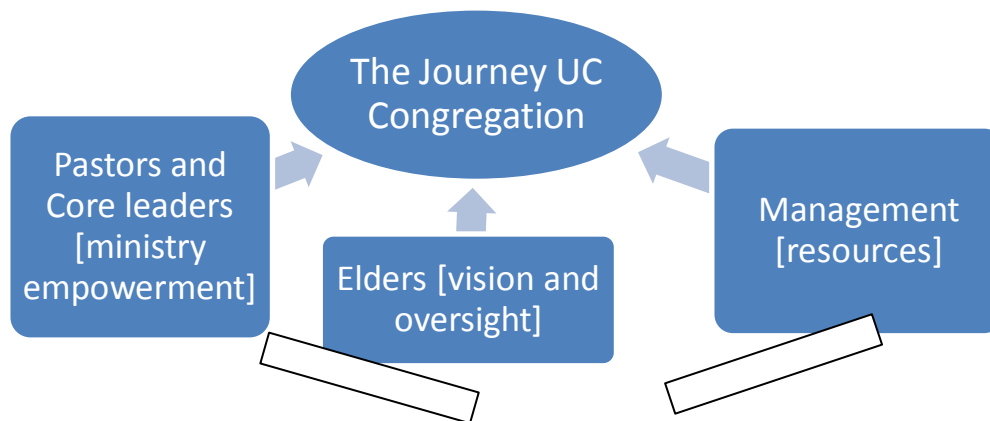 The Journey UC
Congregation
Pastors and
Core leaders
[ministry
empowerment]
Elders [vision and
oversight]
Management
[resources]